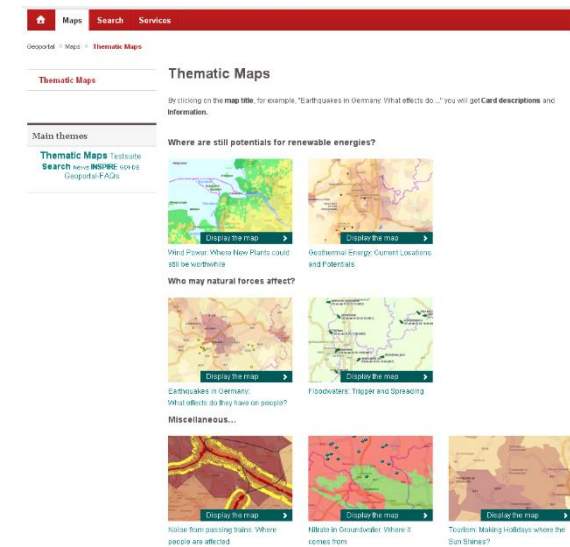 Maps Search Services
Geoportal Maps Thematic Maps
Thematic Maps
Main themes
Thematic Maps Testsuite
Search News INSPIRE GDI-DE
Geoportal-FAQs
Thematic Maps
By clicking on the map title, for example, "Earthquakes in Germany: What effects do ..." you will get Card descriptions and
Information.
Where are still potentials for renewable energies?
Display the map
Display the map
Wind Power: Where New Plants could
still be worthwhile
Geothermal Energy: Current Locations
and Potentials
Who may natural forces affect?
Display the map
Display the map
Earthquakes in Germany:
What effects do they have on people?
Floodwaters: Trigger and Spreading
Miscellaneous...
Display the map
Display the map
Display the map
Noise from passing trains: Where
people are affected
Nitrate in Groundwater: Where it
comes from
Tourism: Making Holidays where the
Sun Shines?